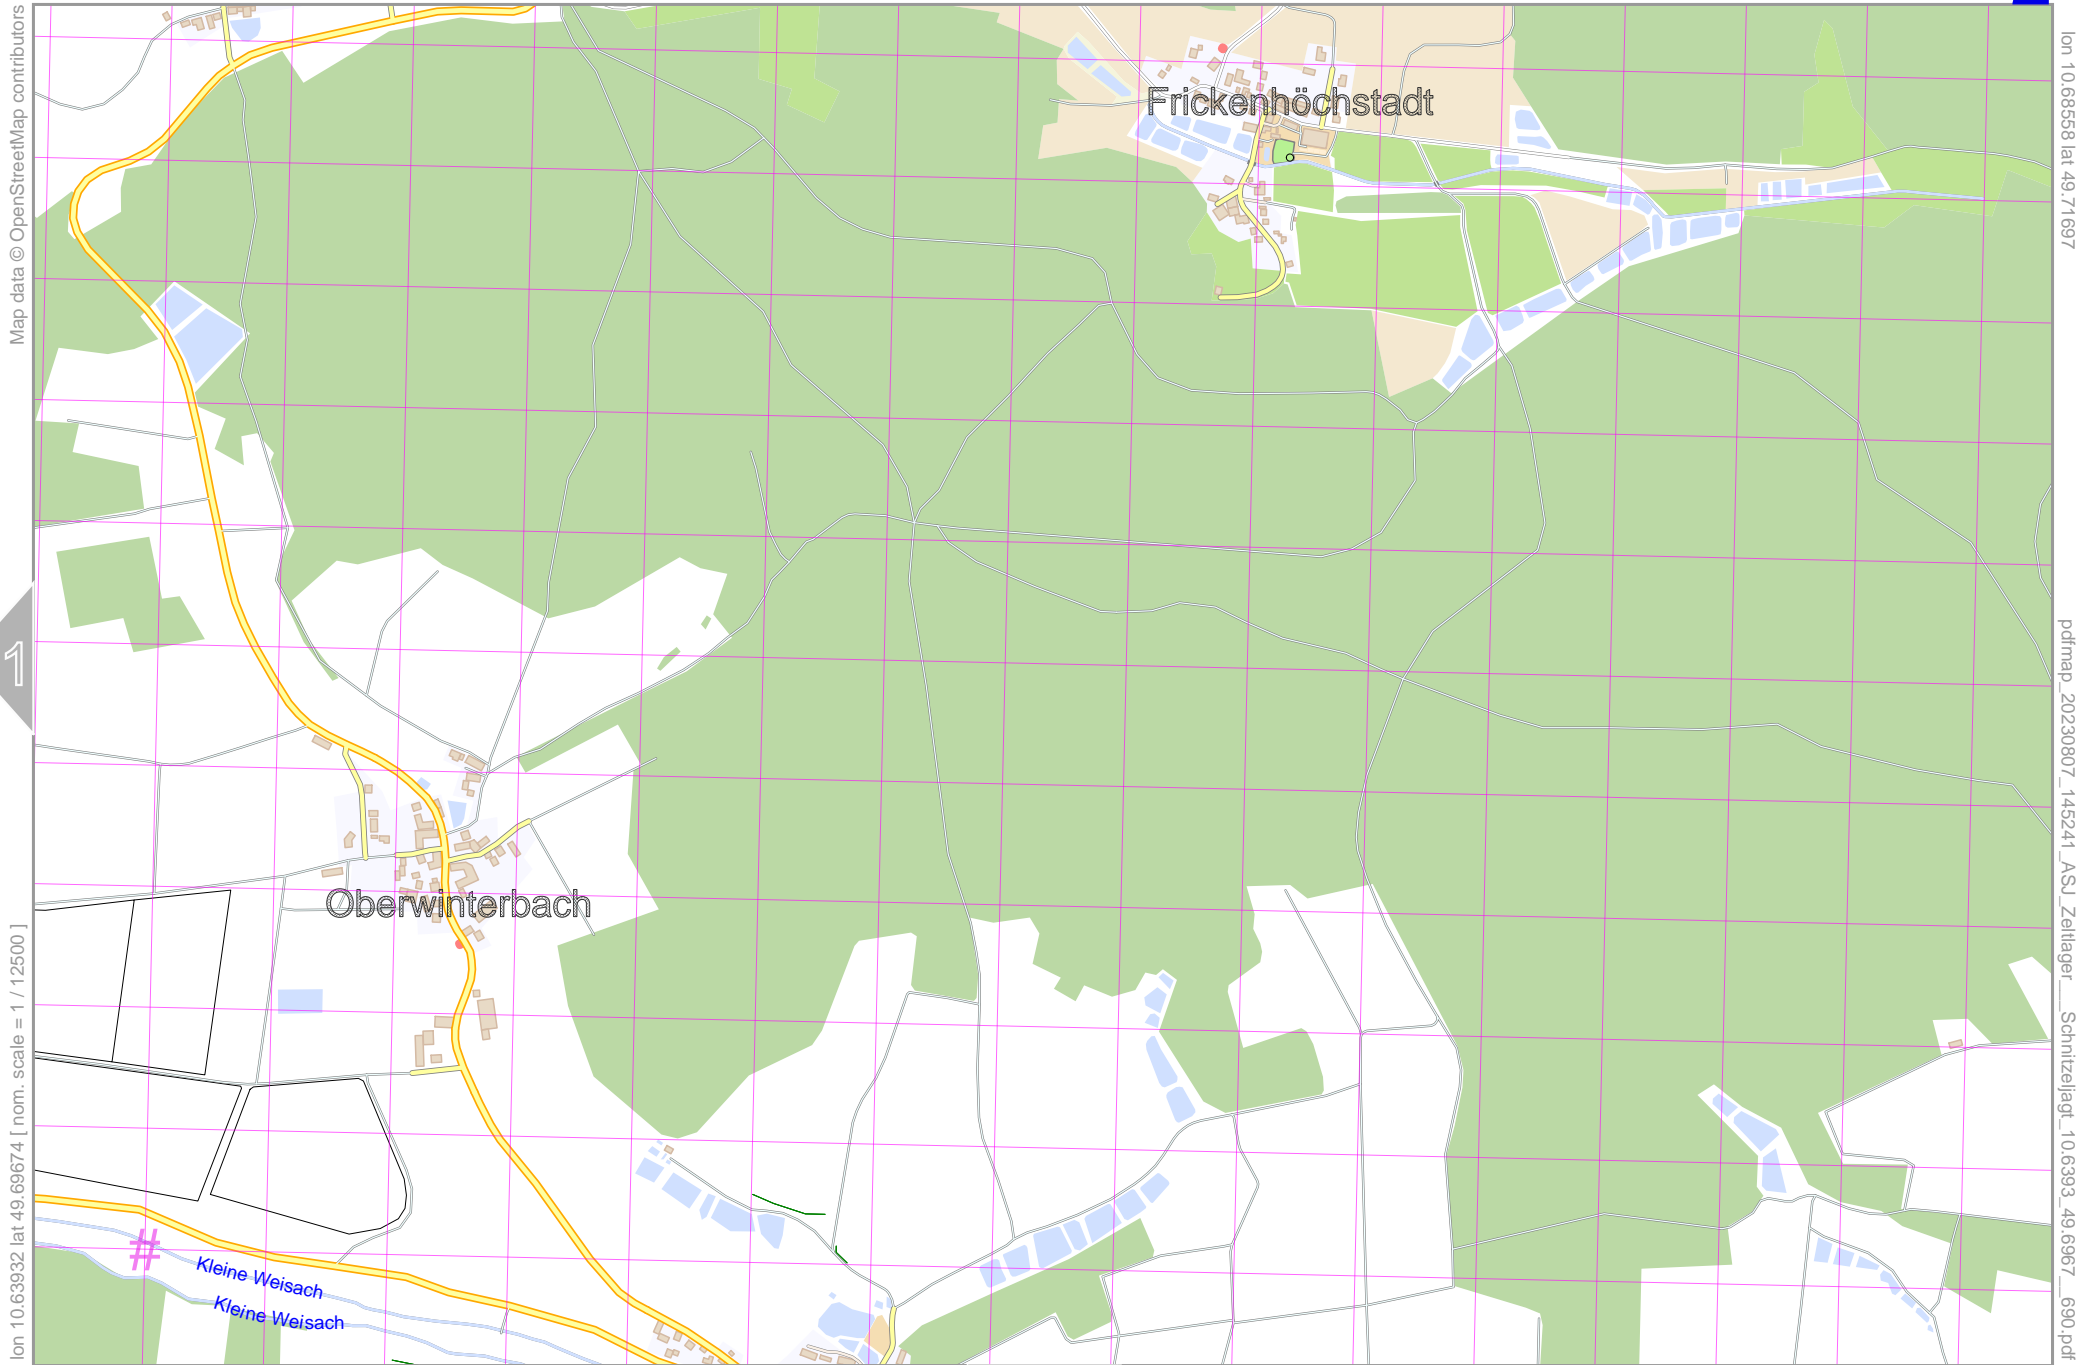 Map data © OpenStreetMap contributors
lon 10.68558 lat 49.71697
Frickenhöchstadt
1
Oberwinterbach
pdfmap_20230807_145241_ASJ_Zeltlager___Schnitzeljagt_10.6393_49.6967__690.pdf
lon 10.63932 lat 49.69674 [ nom. scale = 1 / 12500 ]
#
Kleine Weisach
Kleine Weisach